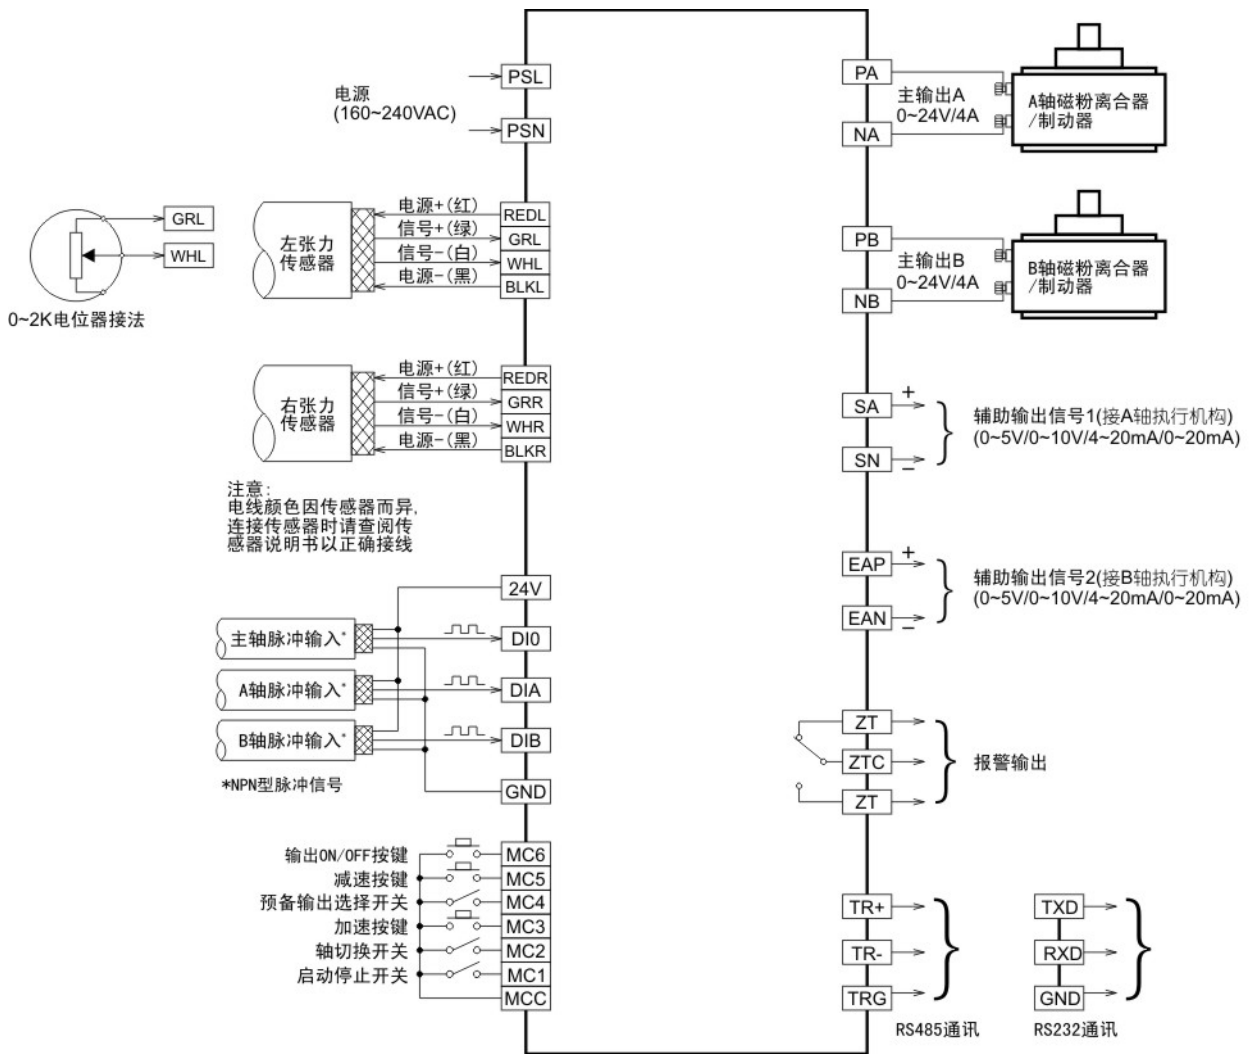 PSL
电源
(160~240VAC)
PSN
GRL
WHL
0~2K电位器接法
左张力
传感器
电源+(红)
信号+(绿)
信号-(白)
电源-(黑)
REDL
GRL
WHL
BLKL
右张力
传感器
电源+(红)
信号+(绿)
信号-(白)
电源-(黑)
REDR
GRR
WHR
BLKR
注意:
电线颜色因传感器而异,
连接传感器时请查阅传
感器说明书以正确接线
24V
主轴脉冲输入*
DI0
A轴脉冲输入*
DIA
B轴脉冲输入*
DIB
*NPN型脉冲信号
GND
输出ON/OFF按键
MC6
减速按键
MC5
预备输出选择开关
MC4
加速按键
MC3
轴切换开关
MC2
启动停止开关
MC1
MCC
PA
主输出A
0~24V/4A
NA
A轴磁粉离合器
/制动器
PB
主输出B
0~24V/4A
NB
B轴磁粉离合器
/制动器
SA
+
SN
-
辅助输出信号1(接A轴执行机构)
(0~5V/0~10V/4~20mA/0~20mA)
EAP
+
EAN
-
辅助输出信号2(接B轴执行机构)
(0~5V/0~10V/4~20mA/0~20mA)
ZT
ZTC
ZT
报警输出
TR+
TR-
TRG
RS485通讯
TXD
RXD
GND
RS232通讯